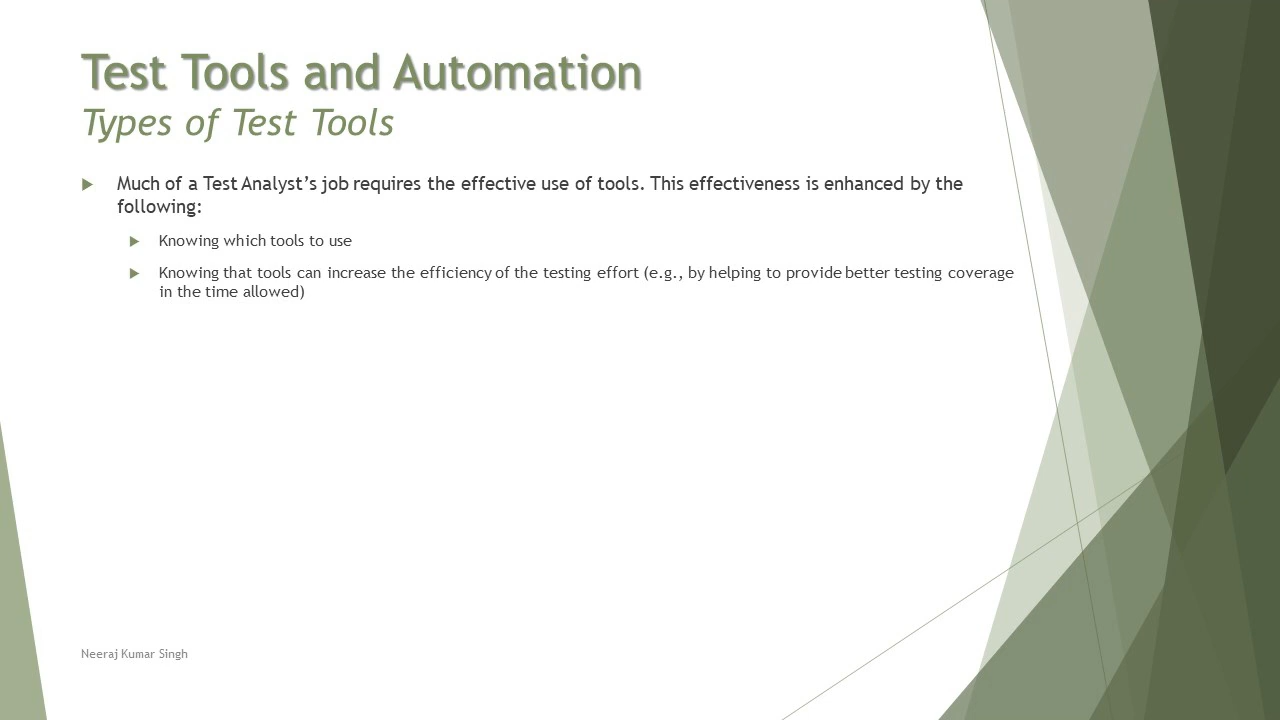 Test Tools and Automation
Types of Test Tools
Much of a Test Analyst’s job requires the effective use of tools. This effectiveness is enhanced by the
following:
Knowing which tools to use
Knowing that tools can increase the efficiency of the testing effort (e.g., by helping to provide better testing coverage
in the time allowed)
Neeraj Kumar Singh